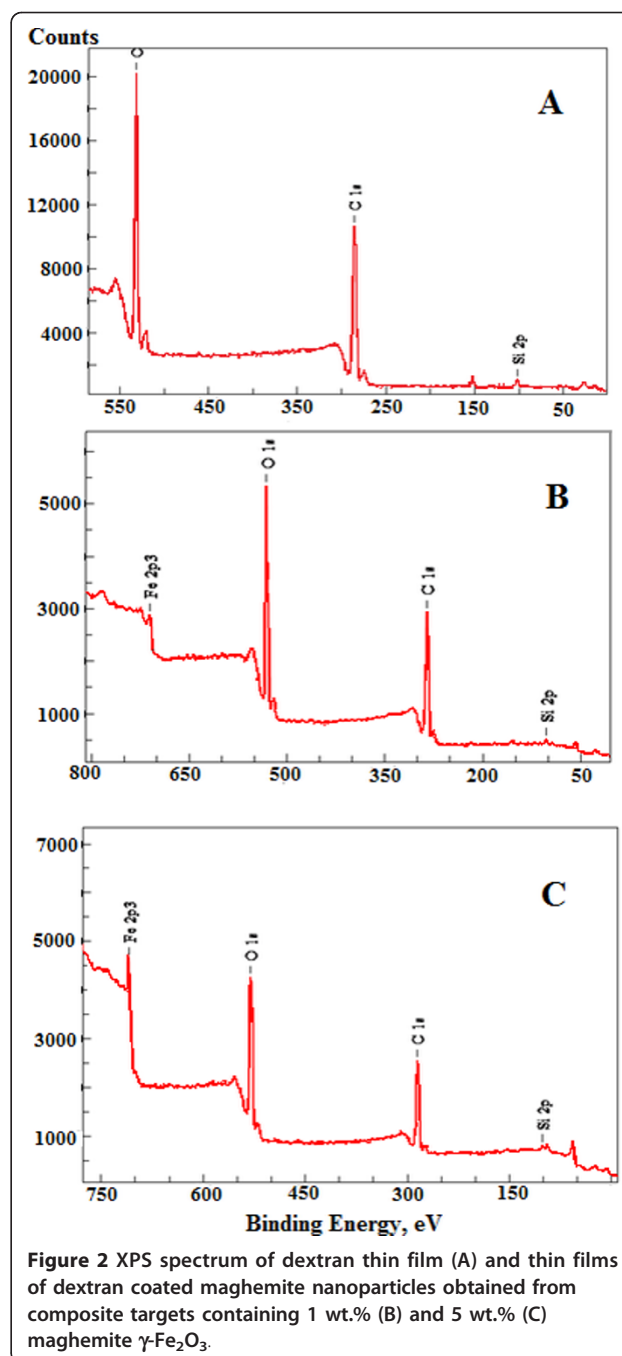 Counts
O
20000
16000
12000
8000
4000
C 1s
Si 2p
A
550 450 350 250 150 50
5000
3000
1000
Fe 2p3
O 1s
C 1s
Si 2p
B
800 650 500 350 200 50
7000
5000
3000
1000
Fe 2p3
O 1s
C 1s
Si 2p
C
750 600 450 300 150
Binding Energy, eV
Figure 2 XPS spectrum of dextran thin film (A) and thin films
of dextran coated maghemite nanoparticles obtained from
composite targets containing 1 wt.% (B) and 5 wt.% (C)
maghemite γ-Fe₂O₃.